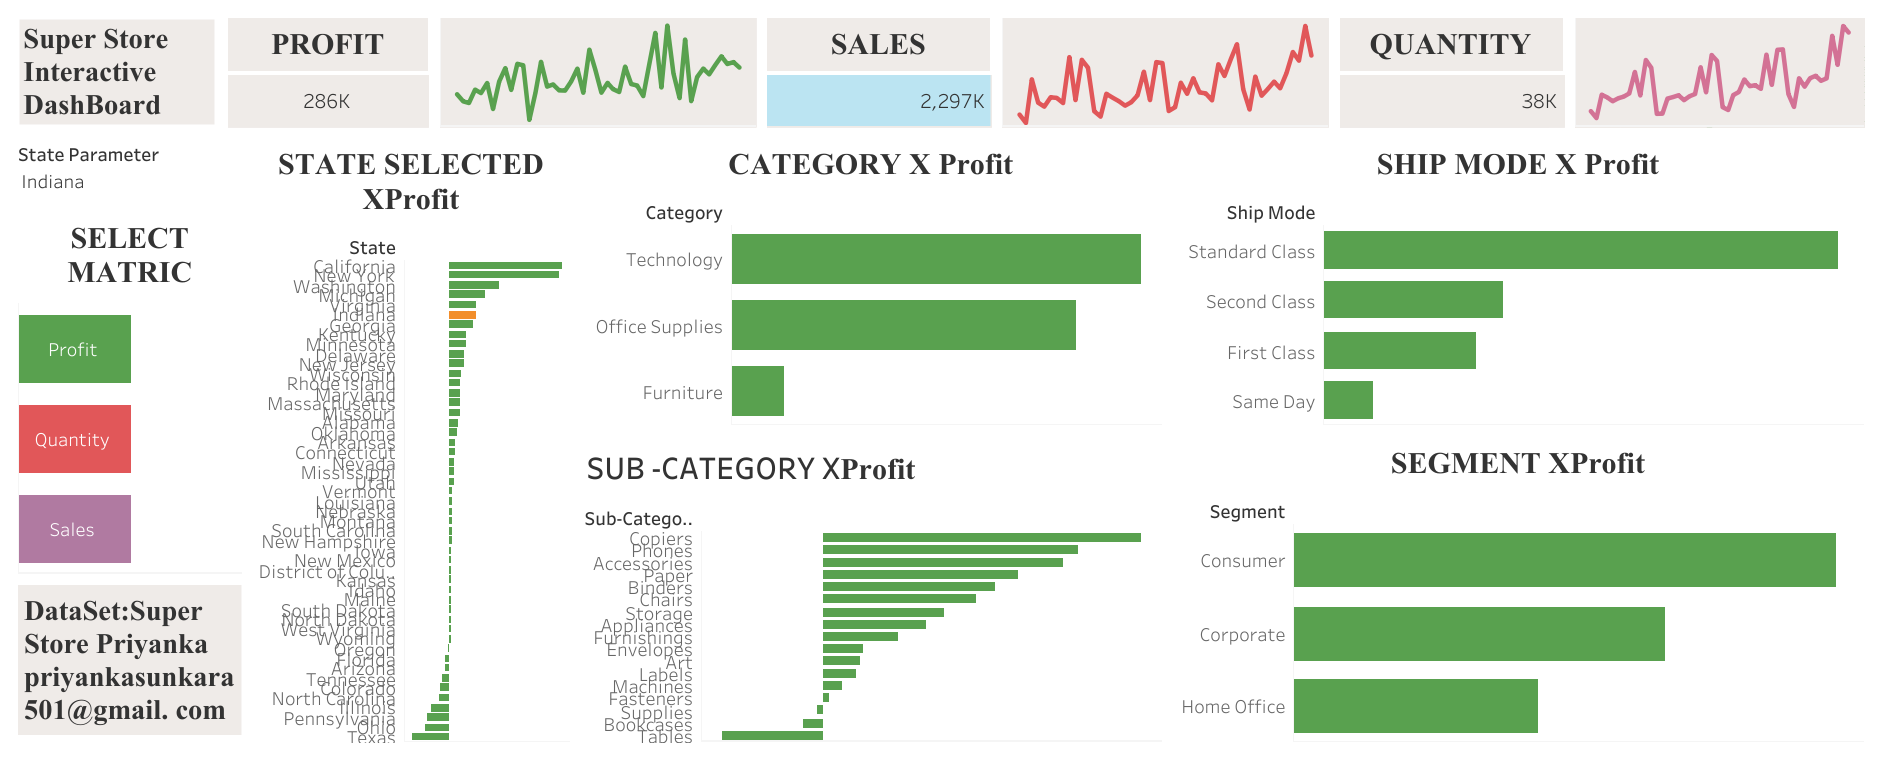 Super Store
Interactive
DashBoard
PROFIT
286K
SALES
2,297K
QUANTITY
38K
State Parameter
Indiana
SELECT
MATRIC
Profit
Quantity
Sales
DataSet:Super
Store Priyanka
priyankasunkara
501@gmail. com
STATE SELECTED
XProfit
State
California
New York
Washington
Michigan
Virginia
Indiana
Georgia
Kentucky
Minnesota
Delaware
New Jersey
Wisconsin
Rhode Island
Maryland
Massachusetts
Missouri
Alabama
Oklahoma
Arkansas
Connecticut
Nevada
Mississippi
Utah
Vermont
Louisiana
Nebraska
Montana
South Carolina
New Hampshire
Iowa
New Mexico
District of Colu..
Kansas
Idaho
Maine
South Dakota
North Dakota
West Virginia
Wyoming
Oregon
Florida
Arizona
Tennessee
Colorado
North Carolina
Illinois
Pennsylvania
Ohio
Texas
CATEGORY X Profit
Category
Technology
Office Supplies
Furniture
SUB -CATEGORY XProfit
Sub-Catego..
Copiers
Phones
Accessories
Paper
Binders
Chairs
Storage
Appliances
Furnishings
Envelopes
Art
Labels
Machines
Fasteners
Supplies
Bookcases
Tables
SHIP MODE X Profit
Ship Mode
Standard Class
Second Class
First Class
Same Day
SEGMENT XProfit
Segment
Consumer
Corporate
Home Office